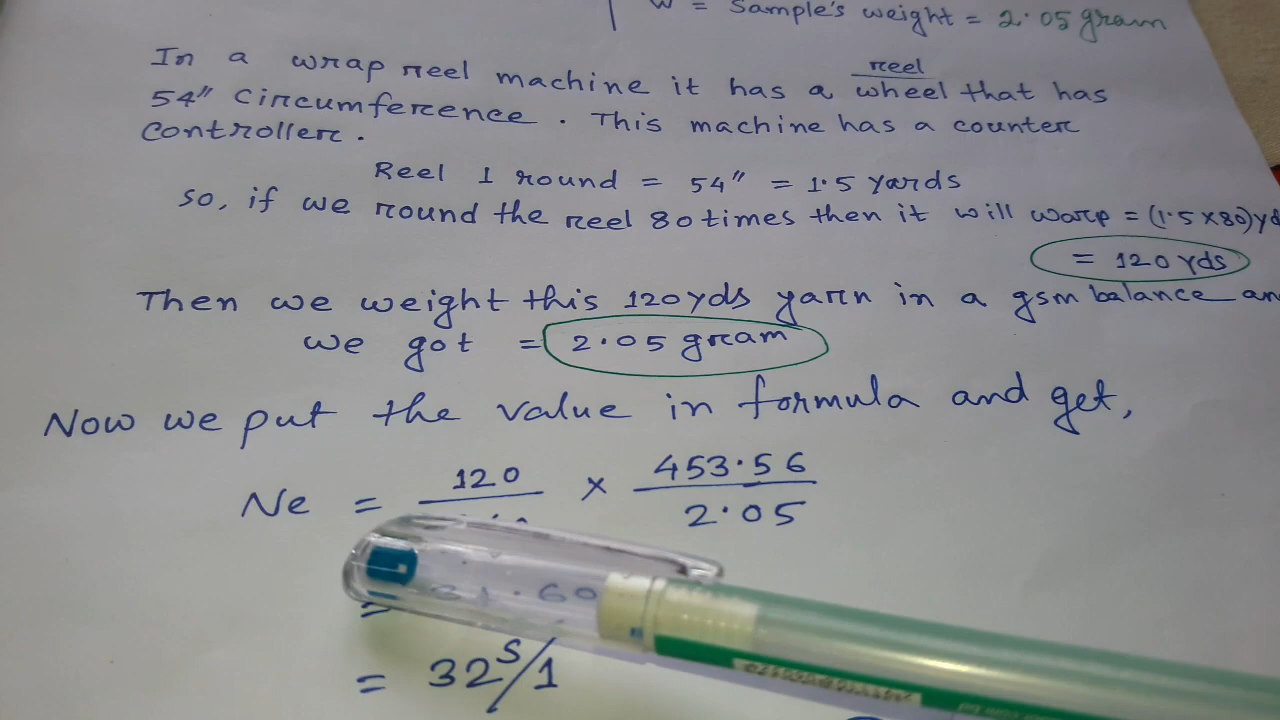 W = Sample's weight = 2.05 gram
In a wrap reel machine it has a reel wheel that has
54" Circumference. This machine has a counter
Controller.
Reel 1 round = 54" = 1.5 Yards
So, if we round the reel 80 times then it will warp = (1.5 x 80)yd
= 120 Yds
Then we weight this 120yds yarn in a gsm balance an
we got = 2.05 gram
Now we put the value in formula and get,
Ne = 120 x 453.56
2.05
= 31.60
= 32S/1